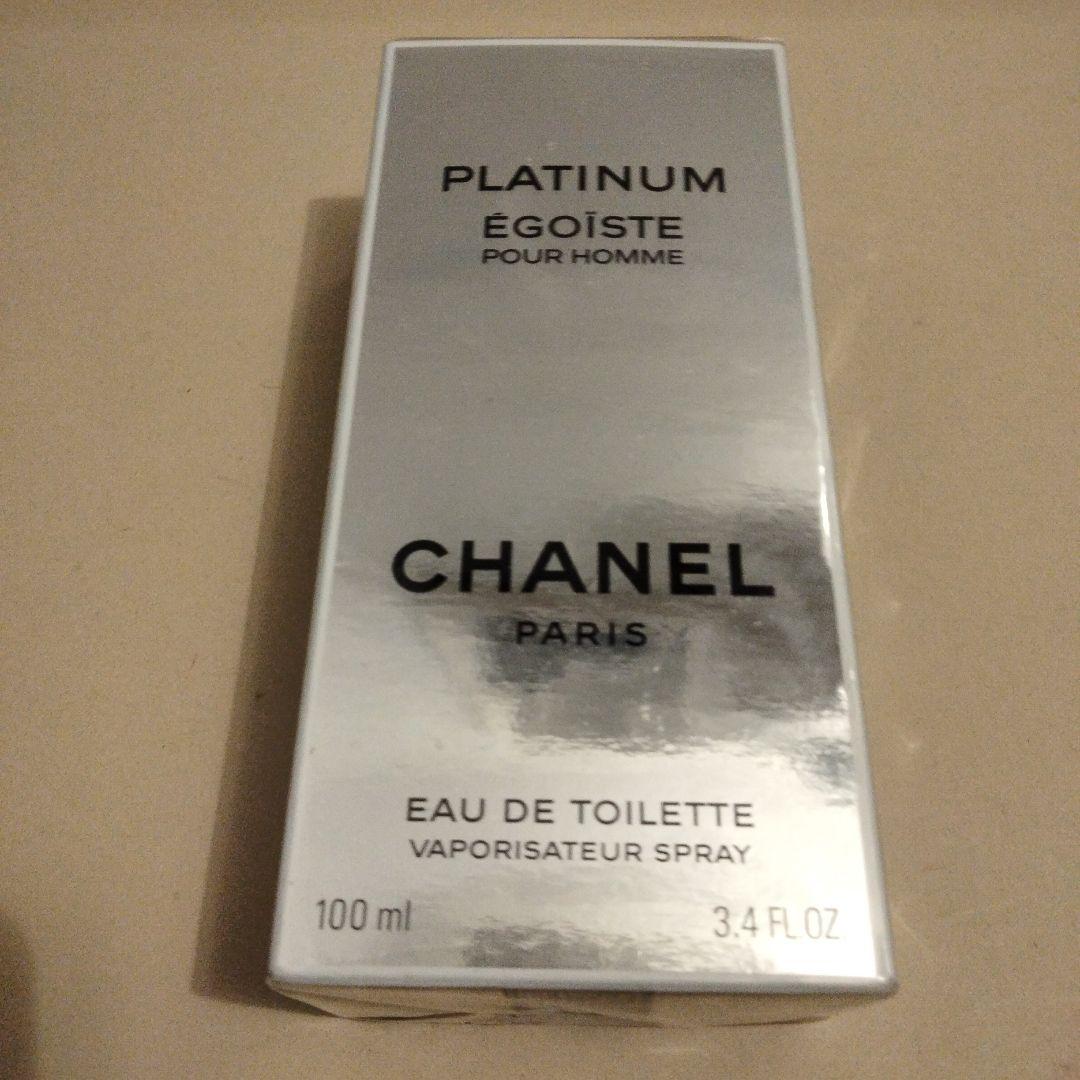 PLATINUM
ÉGOÏSTE
POUR HOMME
CHANEL
PARIS
EAU DE TOILETTE
VAPORISATEUR SPRAY
100 ml 3.4 FL.OZ.